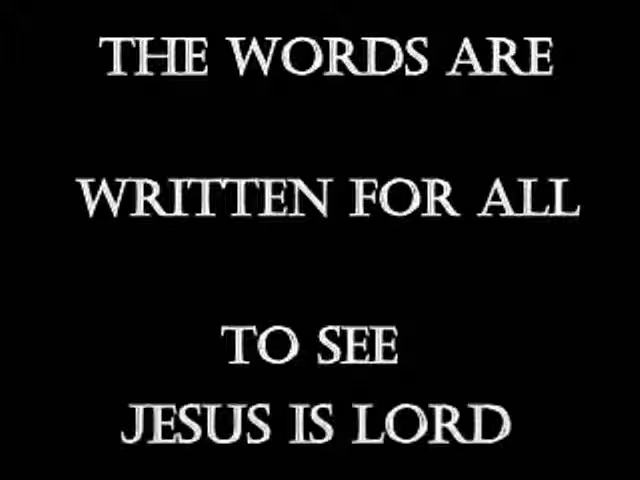 THE WORDS ARE
WRITTEN FOR ALL
TO SEE
JESUS IS LORD